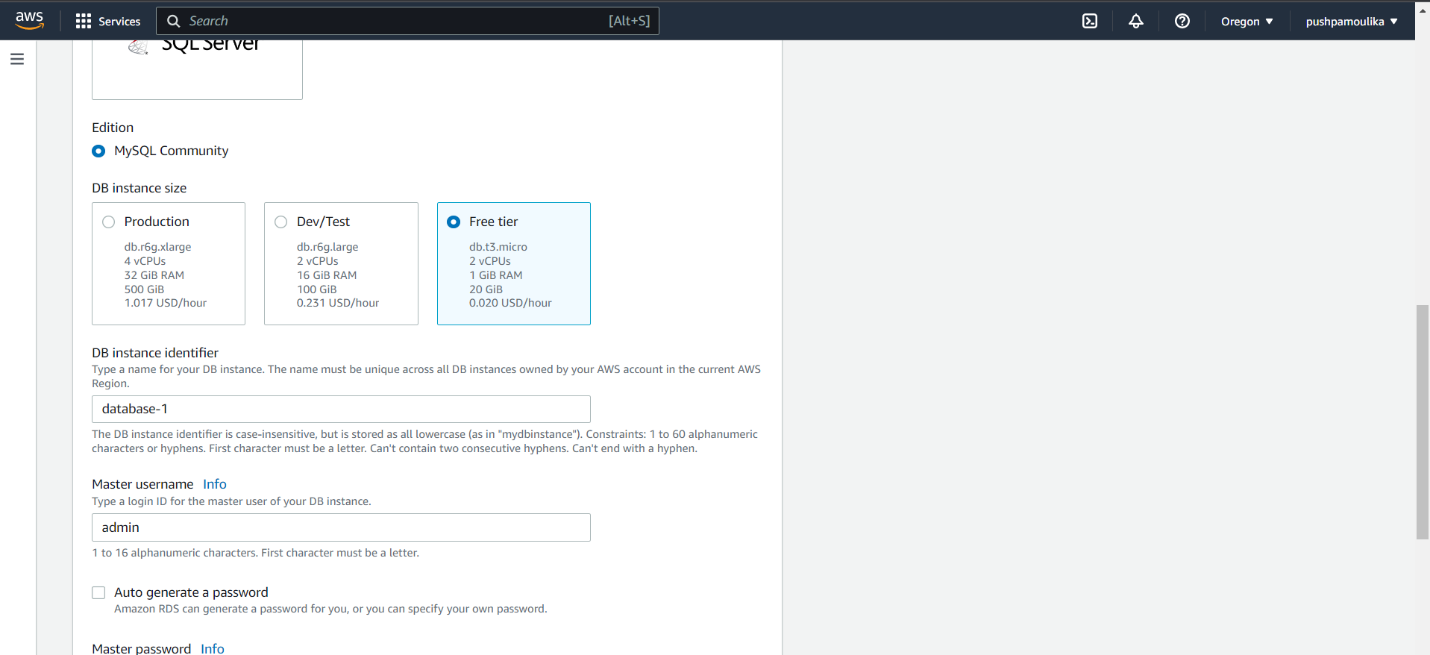 aws
Services
Search
[Alt+S]
Oregon
pushpamoulika
SQL Server
Edition
MySQL Community
DB instance size
Production
db.r6g.xlarge
4 vCPUs
32 GiB RAM
500 GiB
1.017 USD/hour
Dev/Test
db.r6g.large
2 vCPUs
16 GiB RAM
100 GiB
0.231 USD/hour
Free tier
db.t3.micro
2 vCPUs
1 GiB RAM
20 GiB
0.020 USD/hour
DB instance identifier
Type a name for your DB instance. The name must be unique across all DB instances owned by your AWS account in the current AWS
Region.
database-1
The DB instance identifier is case-insensitive, but is stored as all lowercase (as in "mydbinstance"). Constraints: 1 to 60 alphanumeric
characters or hyphens. First character must be a letter. Can't contain two consecutive hyphens. Can't end with a hyphen.
Master username Info
Type a login ID for the master user of your DB instance.
admin
1 to 16 alphanumeric characters. First character must be a letter.
Auto generate a password
Amazon RDS can generate a password for you, or you can specify your own password.
Master password Info